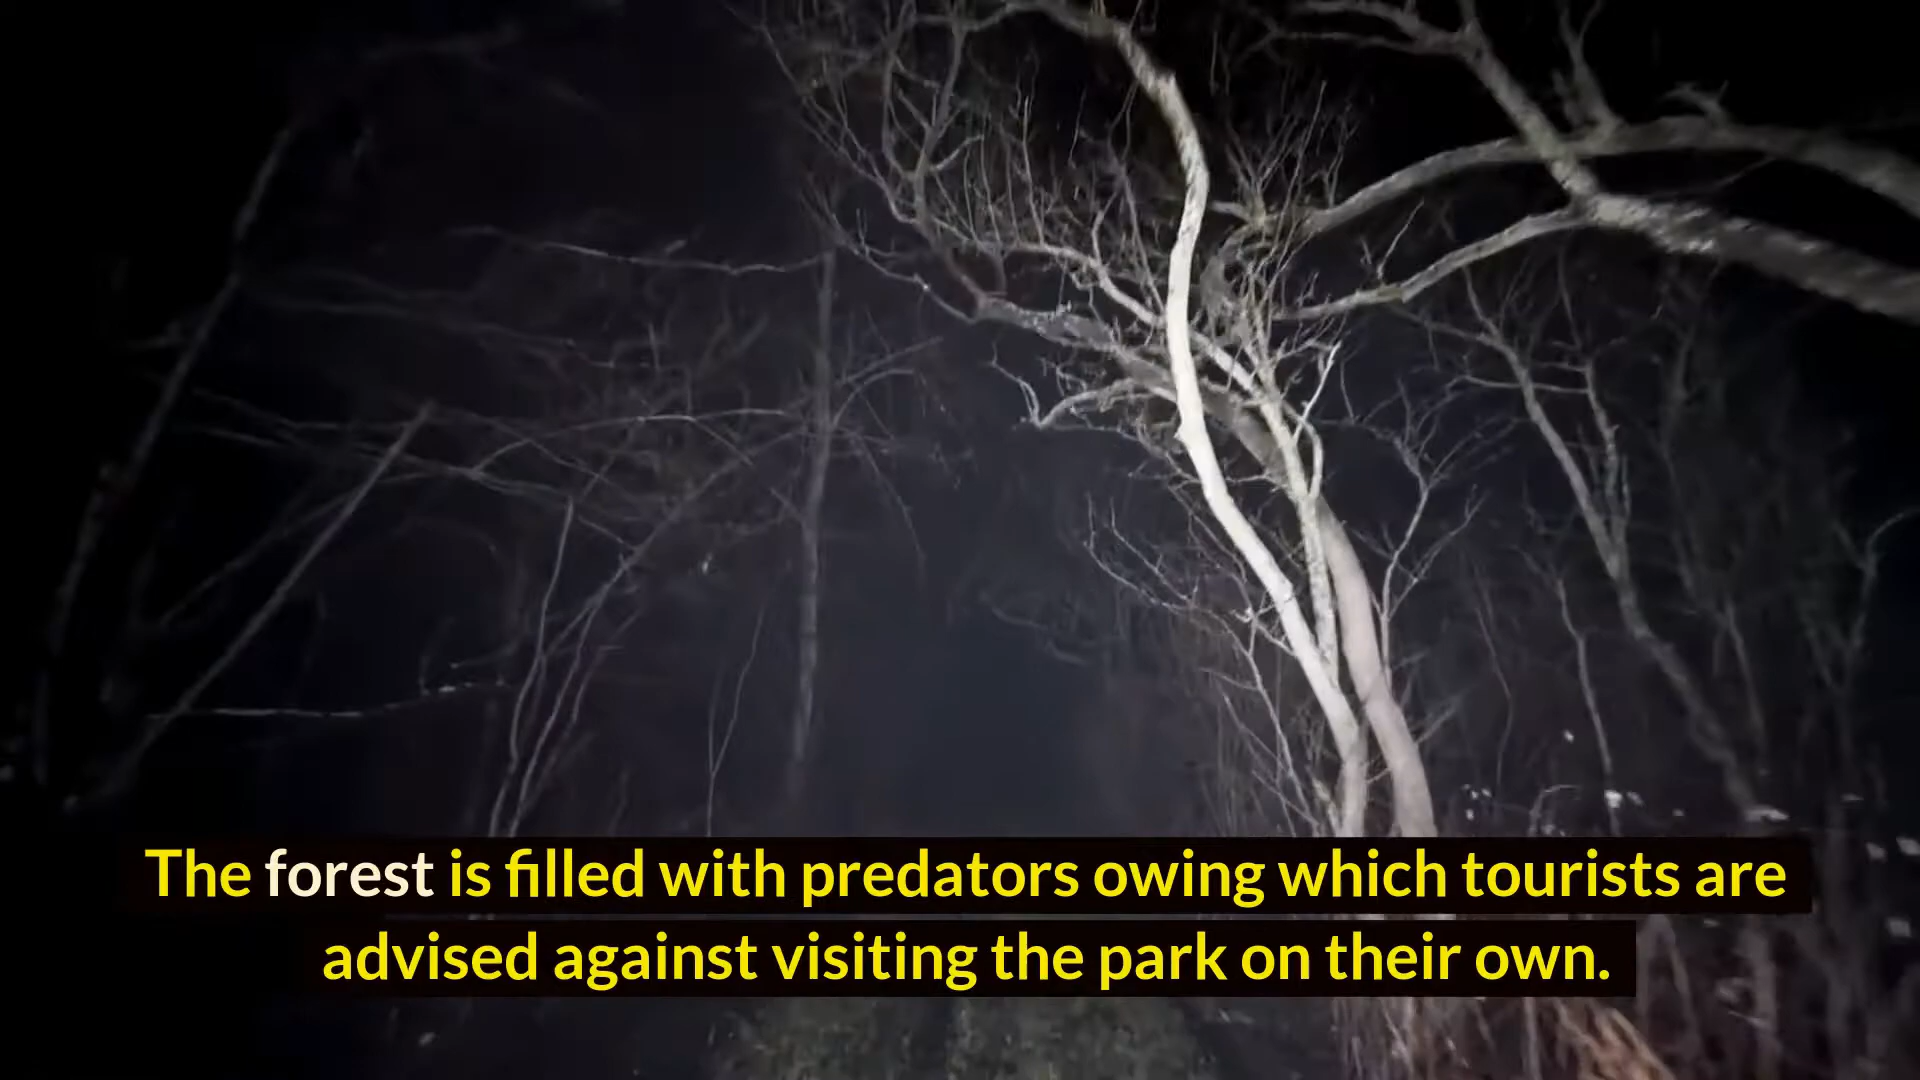 The forest is filled with predators owing which tourists are
advised against visiting the park on their own.